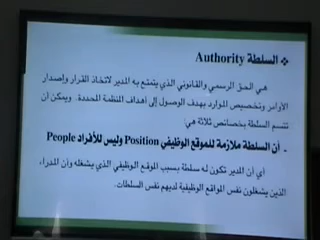 ❖ السلطة Authority
هي الحق الرسمي والقانوني الذي يتمتع به المدير لاتخاذ القرار وإصدار
الأوامر وتخصيص الموارد بهدف الوصول إلى أهداف المنظمة المحددة. ويمكن أن
تتسم السلطة بخصائص ثلاثة هي:
- أن السلطة ملازمة للموقع الوظيفي Position وليس للأفراد People
أي أن المدير تكون له سلطة بسبب الموقع الوظيفي الذي يشغله وأن المدراء
الذين يشغلون نفس المواقع الوظيفية لديهم نفس السلطات.